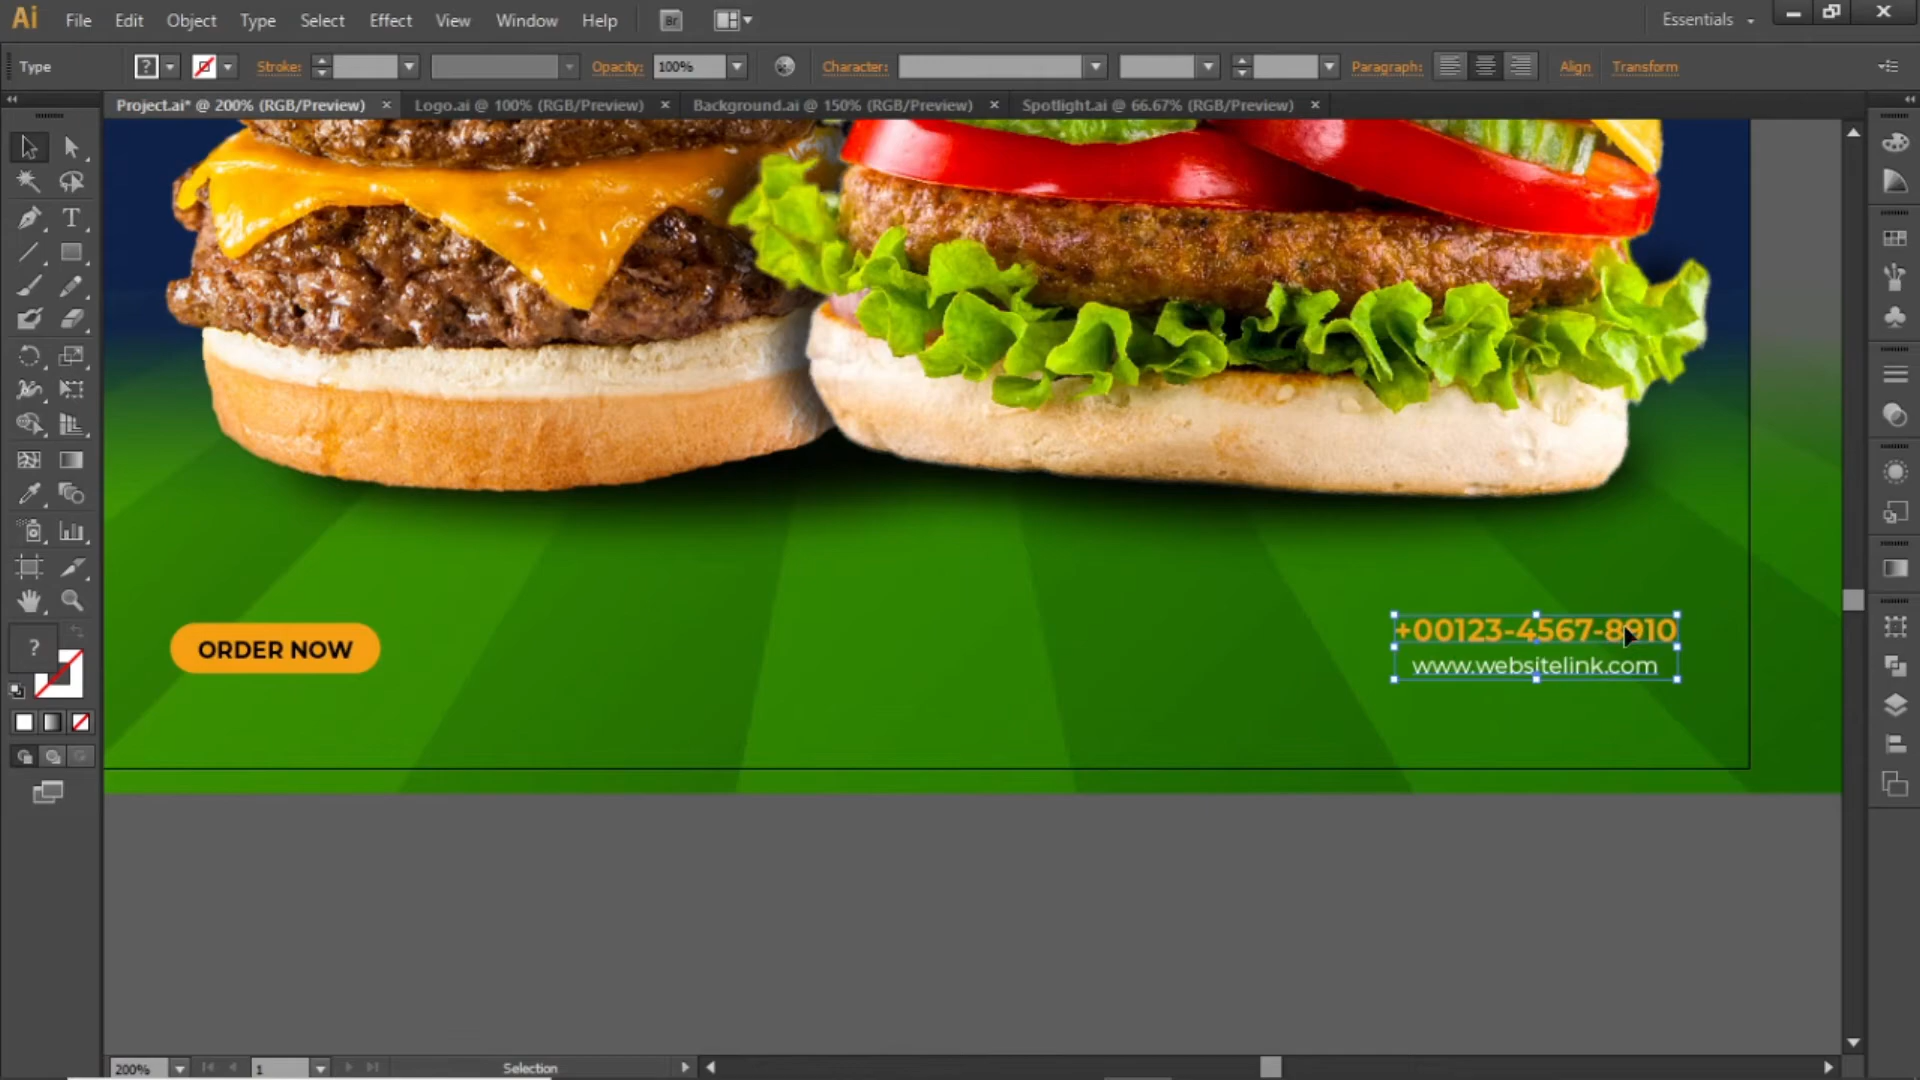 Ai File Edit Object Type Select Effect View Window Help Br Essentials
Type ? Stroke: Opacity: 100% Character: Paragraph: Align Transform
Project.ai* @ 200% (RGB/Preview) Logo.ai @ 100% (RGB/Preview) Background.ai @ 150% (RGB/Preview) Spotlight.ai @ 66.67% (RGB/Preview)
T
?
+00123-4567-8910
ORDER NOW
www.websitelink.com
200% 1 Selection